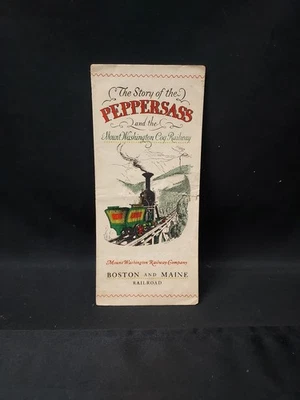 The Story of the
PEPPERSASS
and the
Mount Washington Cog Railway
Mount Washington Railway Company
BOSTON AND MAINE
RAILROAD